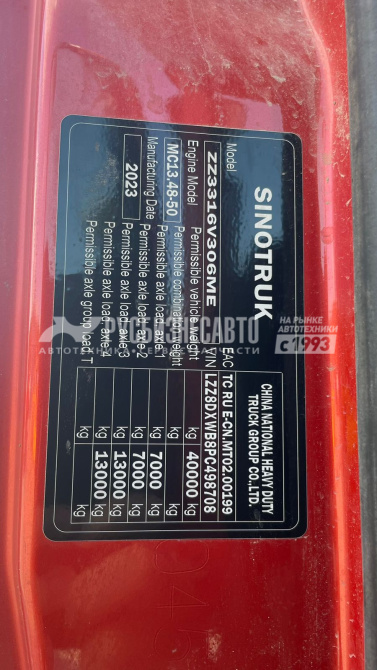 SINOTRUK
CHINA NATIONAL HEAVY DUTY
TRUCK GROUP CO.,LTD.
Model ZZ3316V306ME EAC TC RU E-CN.MT02.00199
Engine Model VIN LZZ8DXWB8PC498708
MC13.48-50 Permissible vehicle weight 40000 kg
Manufacturing Date Permissible combination weight kg
2023 Permissible axle load, axle-1 7000 kg
Permissible axle load, axle-2 7000 kg
Permissible axle load, axle-3 13000 kg
Permissible axle load, axle-4 13000 kg
Permissible axle group load, T kg
РУСБИЗНЕСАВТО
АВТОТЕХНИКА И ЗАПЧАСТИ
НА РЫНКЕ
АВТОТЕХНИКИ
с 1993